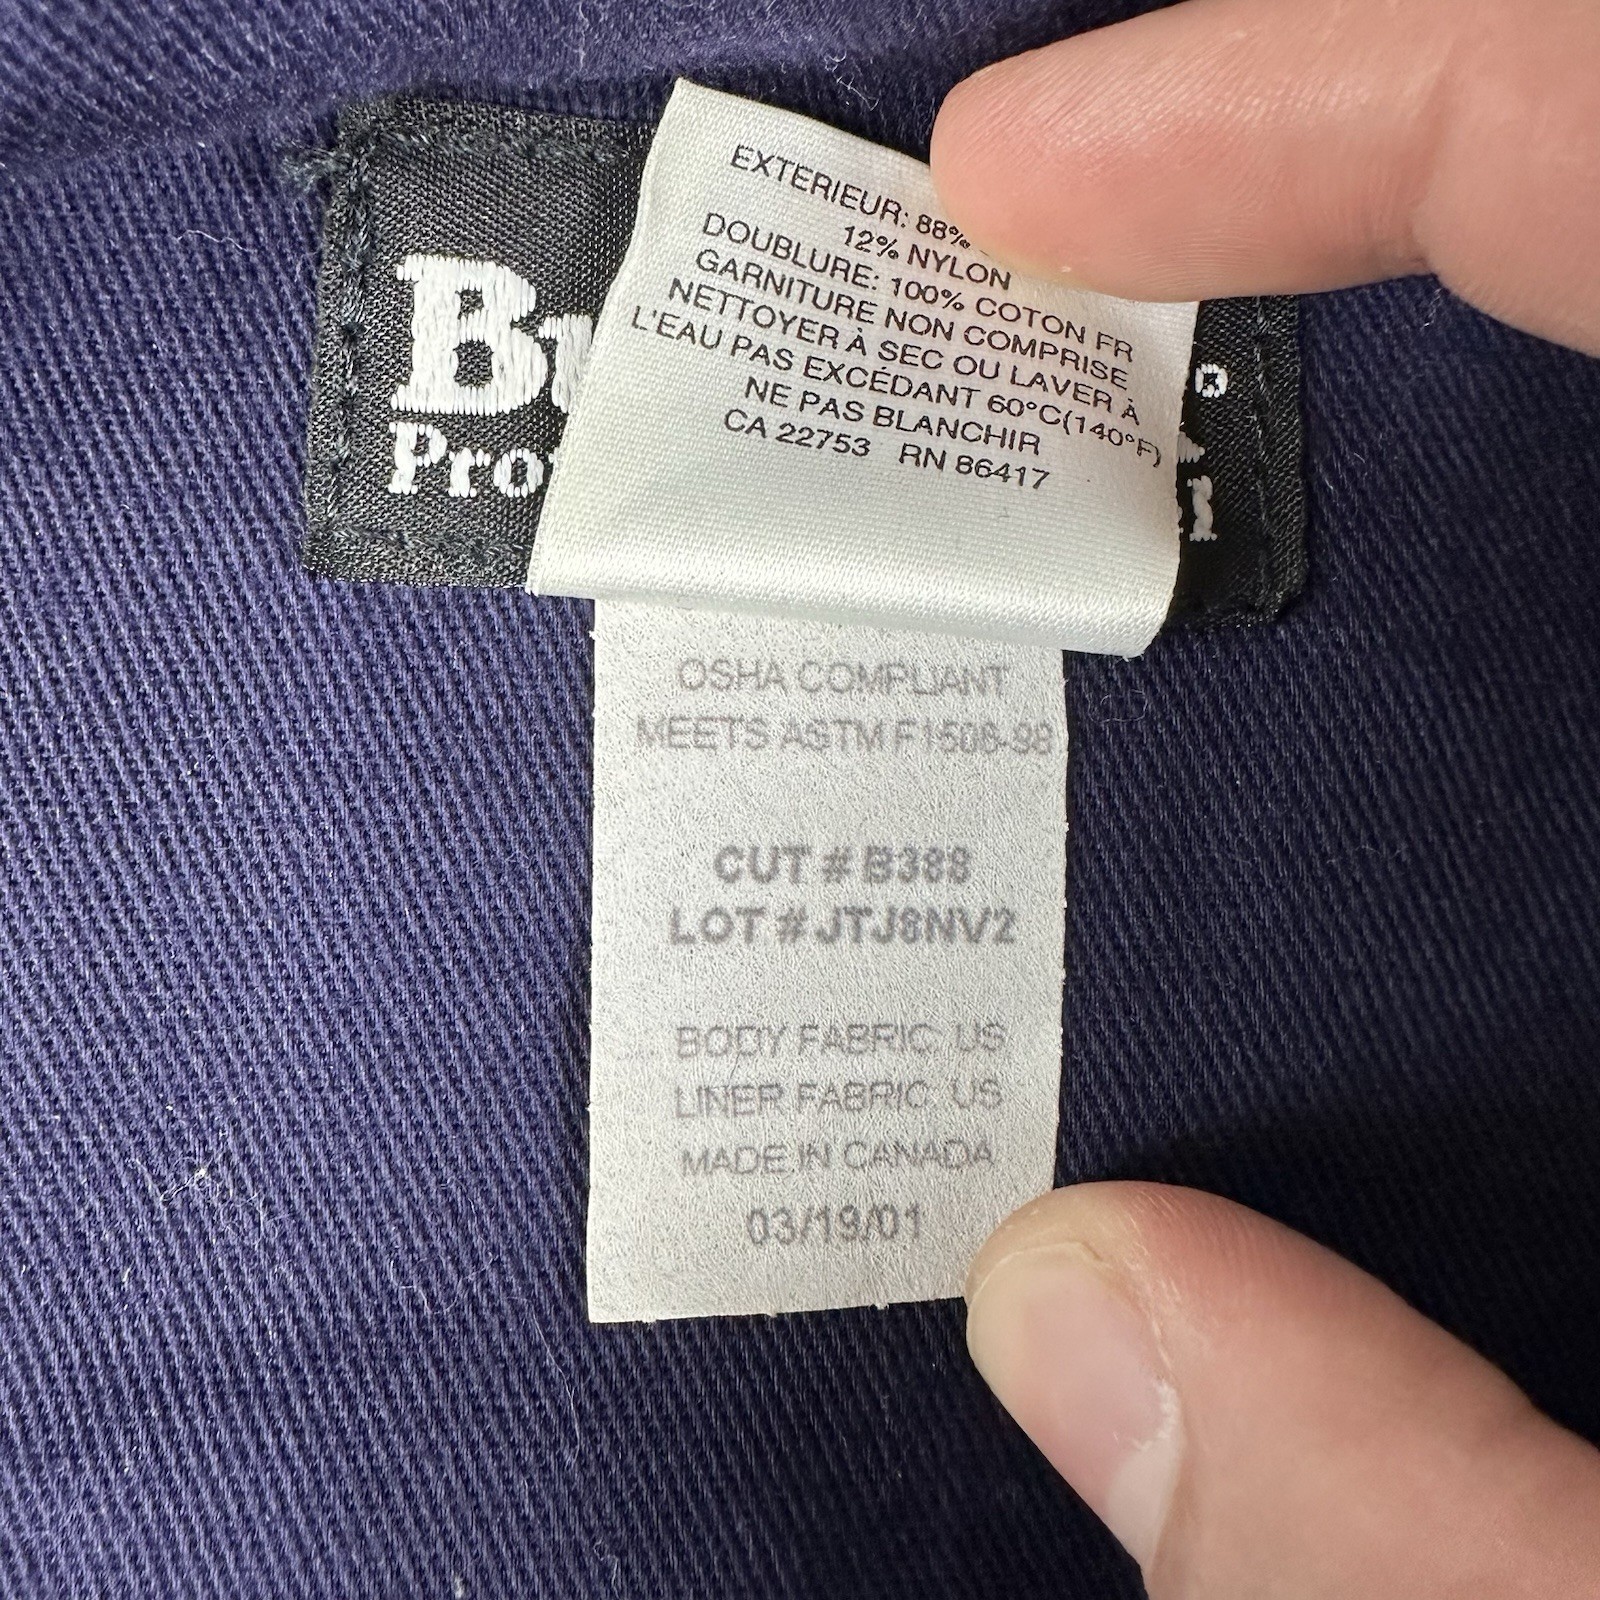 EXTERIEUR: 88%
12% NYLON
DOUBLURE: 100% COTON FR
GARNITURE NON COMPRISE
NETTOYER À SEC OU LAVER À
L'EAU PAS EXCÉDANT 60°C(140°F)
NE PAS BLANCHIR
CA 22753 RN 86417
OSHA COMPLIANT
MEETS ASTM F1506-98
CUT # B388
LOT # JTJ8NV2
BODY FABRIC: US
LINER FABRIC: US
MADE IN CANADA
03/19/01